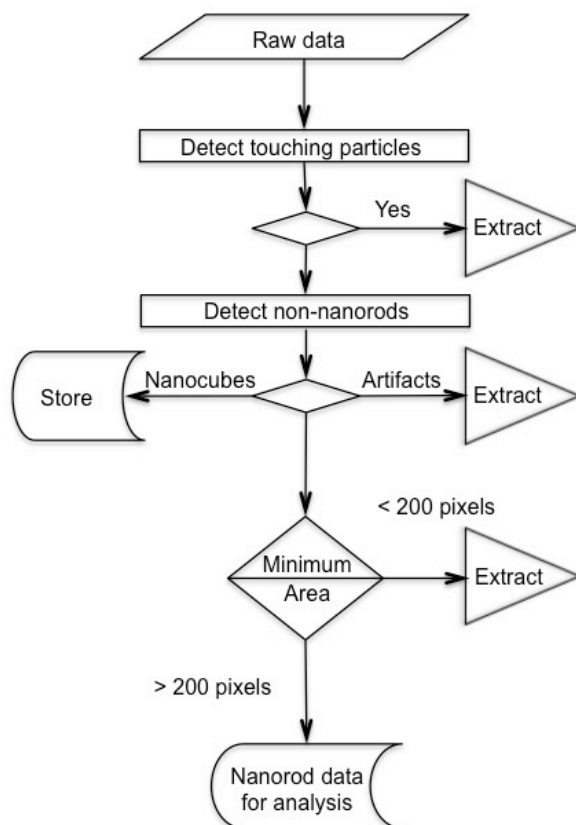 Raw data
Detect touching particles
Yes
Extract
Detect non-nanorods
Store
Nanocubes
Artifacts
Extract
< 200 pixels
Minimum
Area
Extract
> 200 pixels
Nanorod data
for analysis